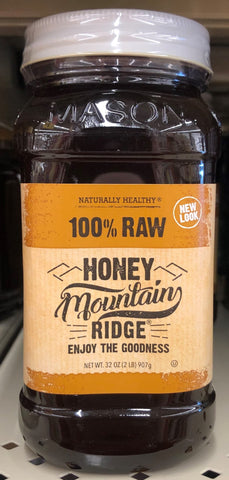 MASON
NATURALLY HEALTHY®
100% RAW
NEW
LOOK
HONEY
Mountain
RIDGE®
ENJOY THE GOODNESS
NET WT. 32 OZ (2 LB) 907g